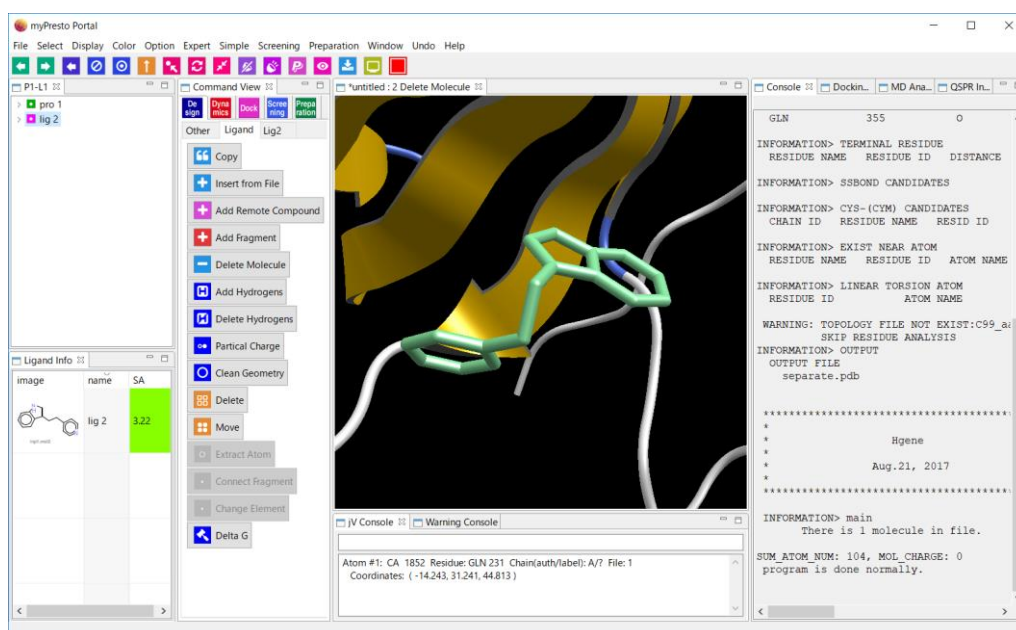 myPresto Portal
File Select Display Color Option Expert Simple Screening Preparation Window Undo Help
P1-L1
pro 1
lig 2
Command View
De sign
Dyna mics
Dock
Scree ning
Prepa ration
Other Ligand Lig2
Copy
Insert from File
Add Remote Compound
Add Fragment
Delete Molecule
Add Hydrogens
Delete Hydrogens
Partical Charge
Clean Geometry
Delete
Move
Extract Atom
Connect Fragment
Change Element
Delta G
Ligand Info
image name SA
lig 2 3.22
*untitled : 2 Delete Molecule
jV Console Warning Console
Atom #1: CA 1852 Residue: GLN 231 Chain(auth/label): A/? File: 1
Coordinates: ( -14.243, 31.241, 44.813 )
Console Dockin... MD Ana... QSPR In...
GLN 355 O
INFORMATION> TERMINAL RESIDUE
RESIDUE NAME RESIDUE ID DISTANCE
INFORMATION> SSBOND CANDIDATES
INFORMATION> CYS-(CYM) CANDIDATES
CHAIN ID RESIDUE NAME RESID ID
INFORMATION> EXIST NEAR ATOM
RESIDUE NAME RESIDUE ID ATOM NAME
INFORMATION> LINEAR TORSION ATOM
RESIDUE ID ATOM NAME
WARNING: TOPOLOGY FILE NOT EXIST:C99_a
SKIP RESIDUE ANALYSIS
INFORMATION> OUTPUT
OUTPUT FILE
separate.pdb
****************************************
*
* Hgene
*
* Aug.21, 2017
*
****************************************
INFORMATION> main
There is 1 molecule in file.
SUM_ATOM_NUM: 104, MOL_CHARGE: 0
program is done normally.